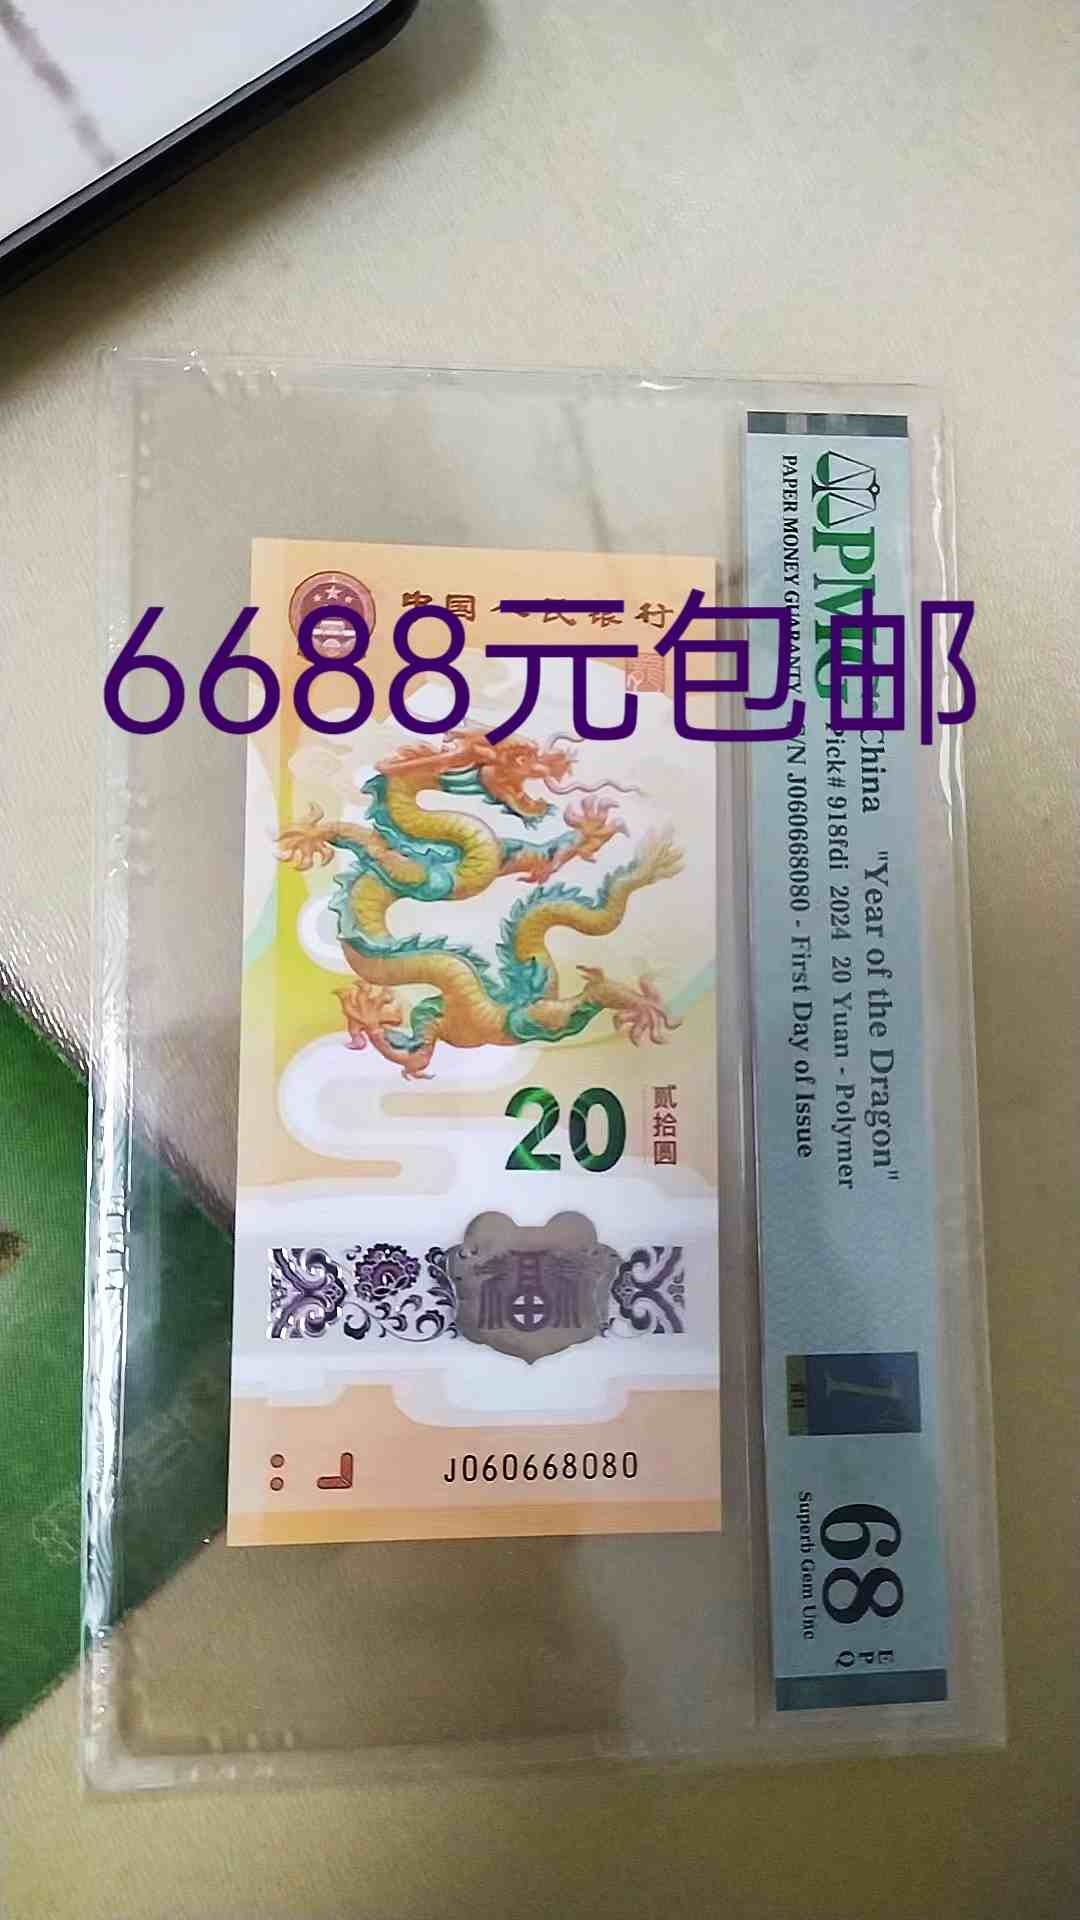 6688元包邮
中国人民银行
20
贰拾圆
J060668080
PMG
PAPER MONEY GUARANTY
China "Year of the Dragon"
Pick# 918fdi 2024 20 Yuan - Polymer
S/N J060668080 - First Day of Issue
1
68
EPQ
Superb Gem Unc